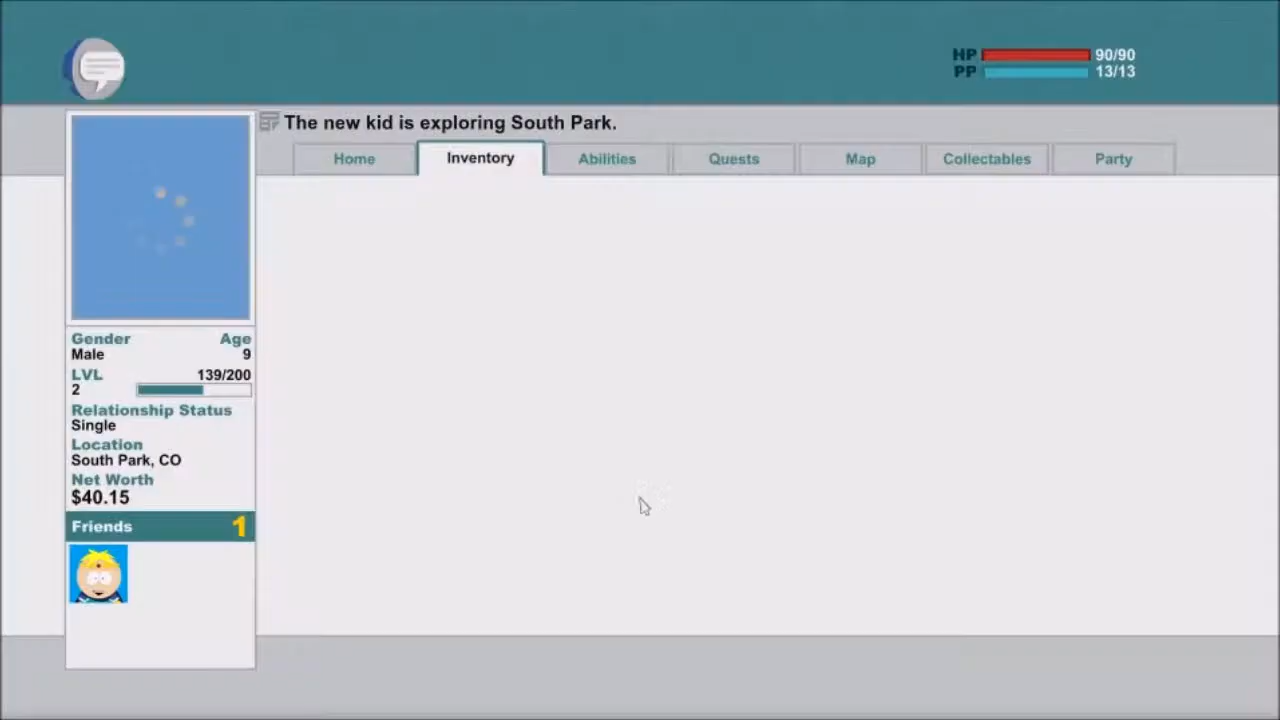 HP 90/90
PP 13/13
The new kid is exploring South Park.
Home Inventory Abilities Quests Map Collectables Party
Gender Age
Male 9
LVL 139/200
2
Relationship Status
Single
Location
South Park, CO
Net Worth
$40.15
Friends 1